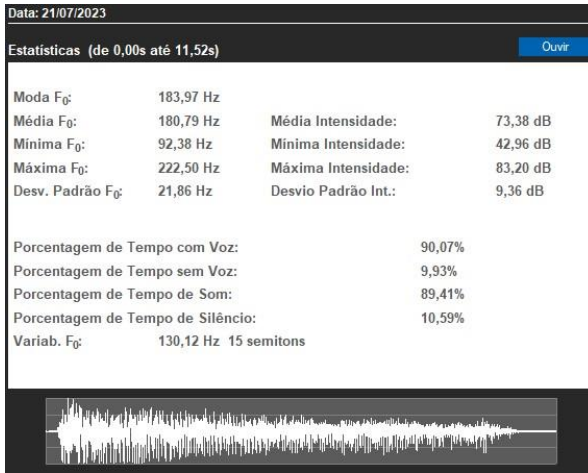 Data: 21/07/2023
Estatísticas (de 0,00s até 11,52s) Ouvir
Moda F₀: 183,97 Hz
Média F₀: 180,79 Hz Média Intensidade: 73,38 dB
Mínima F₀: 92,38 Hz Mínima Intensidade: 42,96 dB
Máxima F₀: 222,50 Hz Máxima Intensidade: 83,20 dB
Desv. Padrão F₀: 21,86 Hz Desvio Padrão Int.: 9,36 dB
Porcentagem de Tempo com Voz: 90,07%
Porcentagem de Tempo sem Voz: 9,93%
Porcentagem de Tempo de Som: 89,41%
Porcentagem de Tempo de Silêncio: 10,59%
Variab. F₀: 130,12 Hz 15 semitons